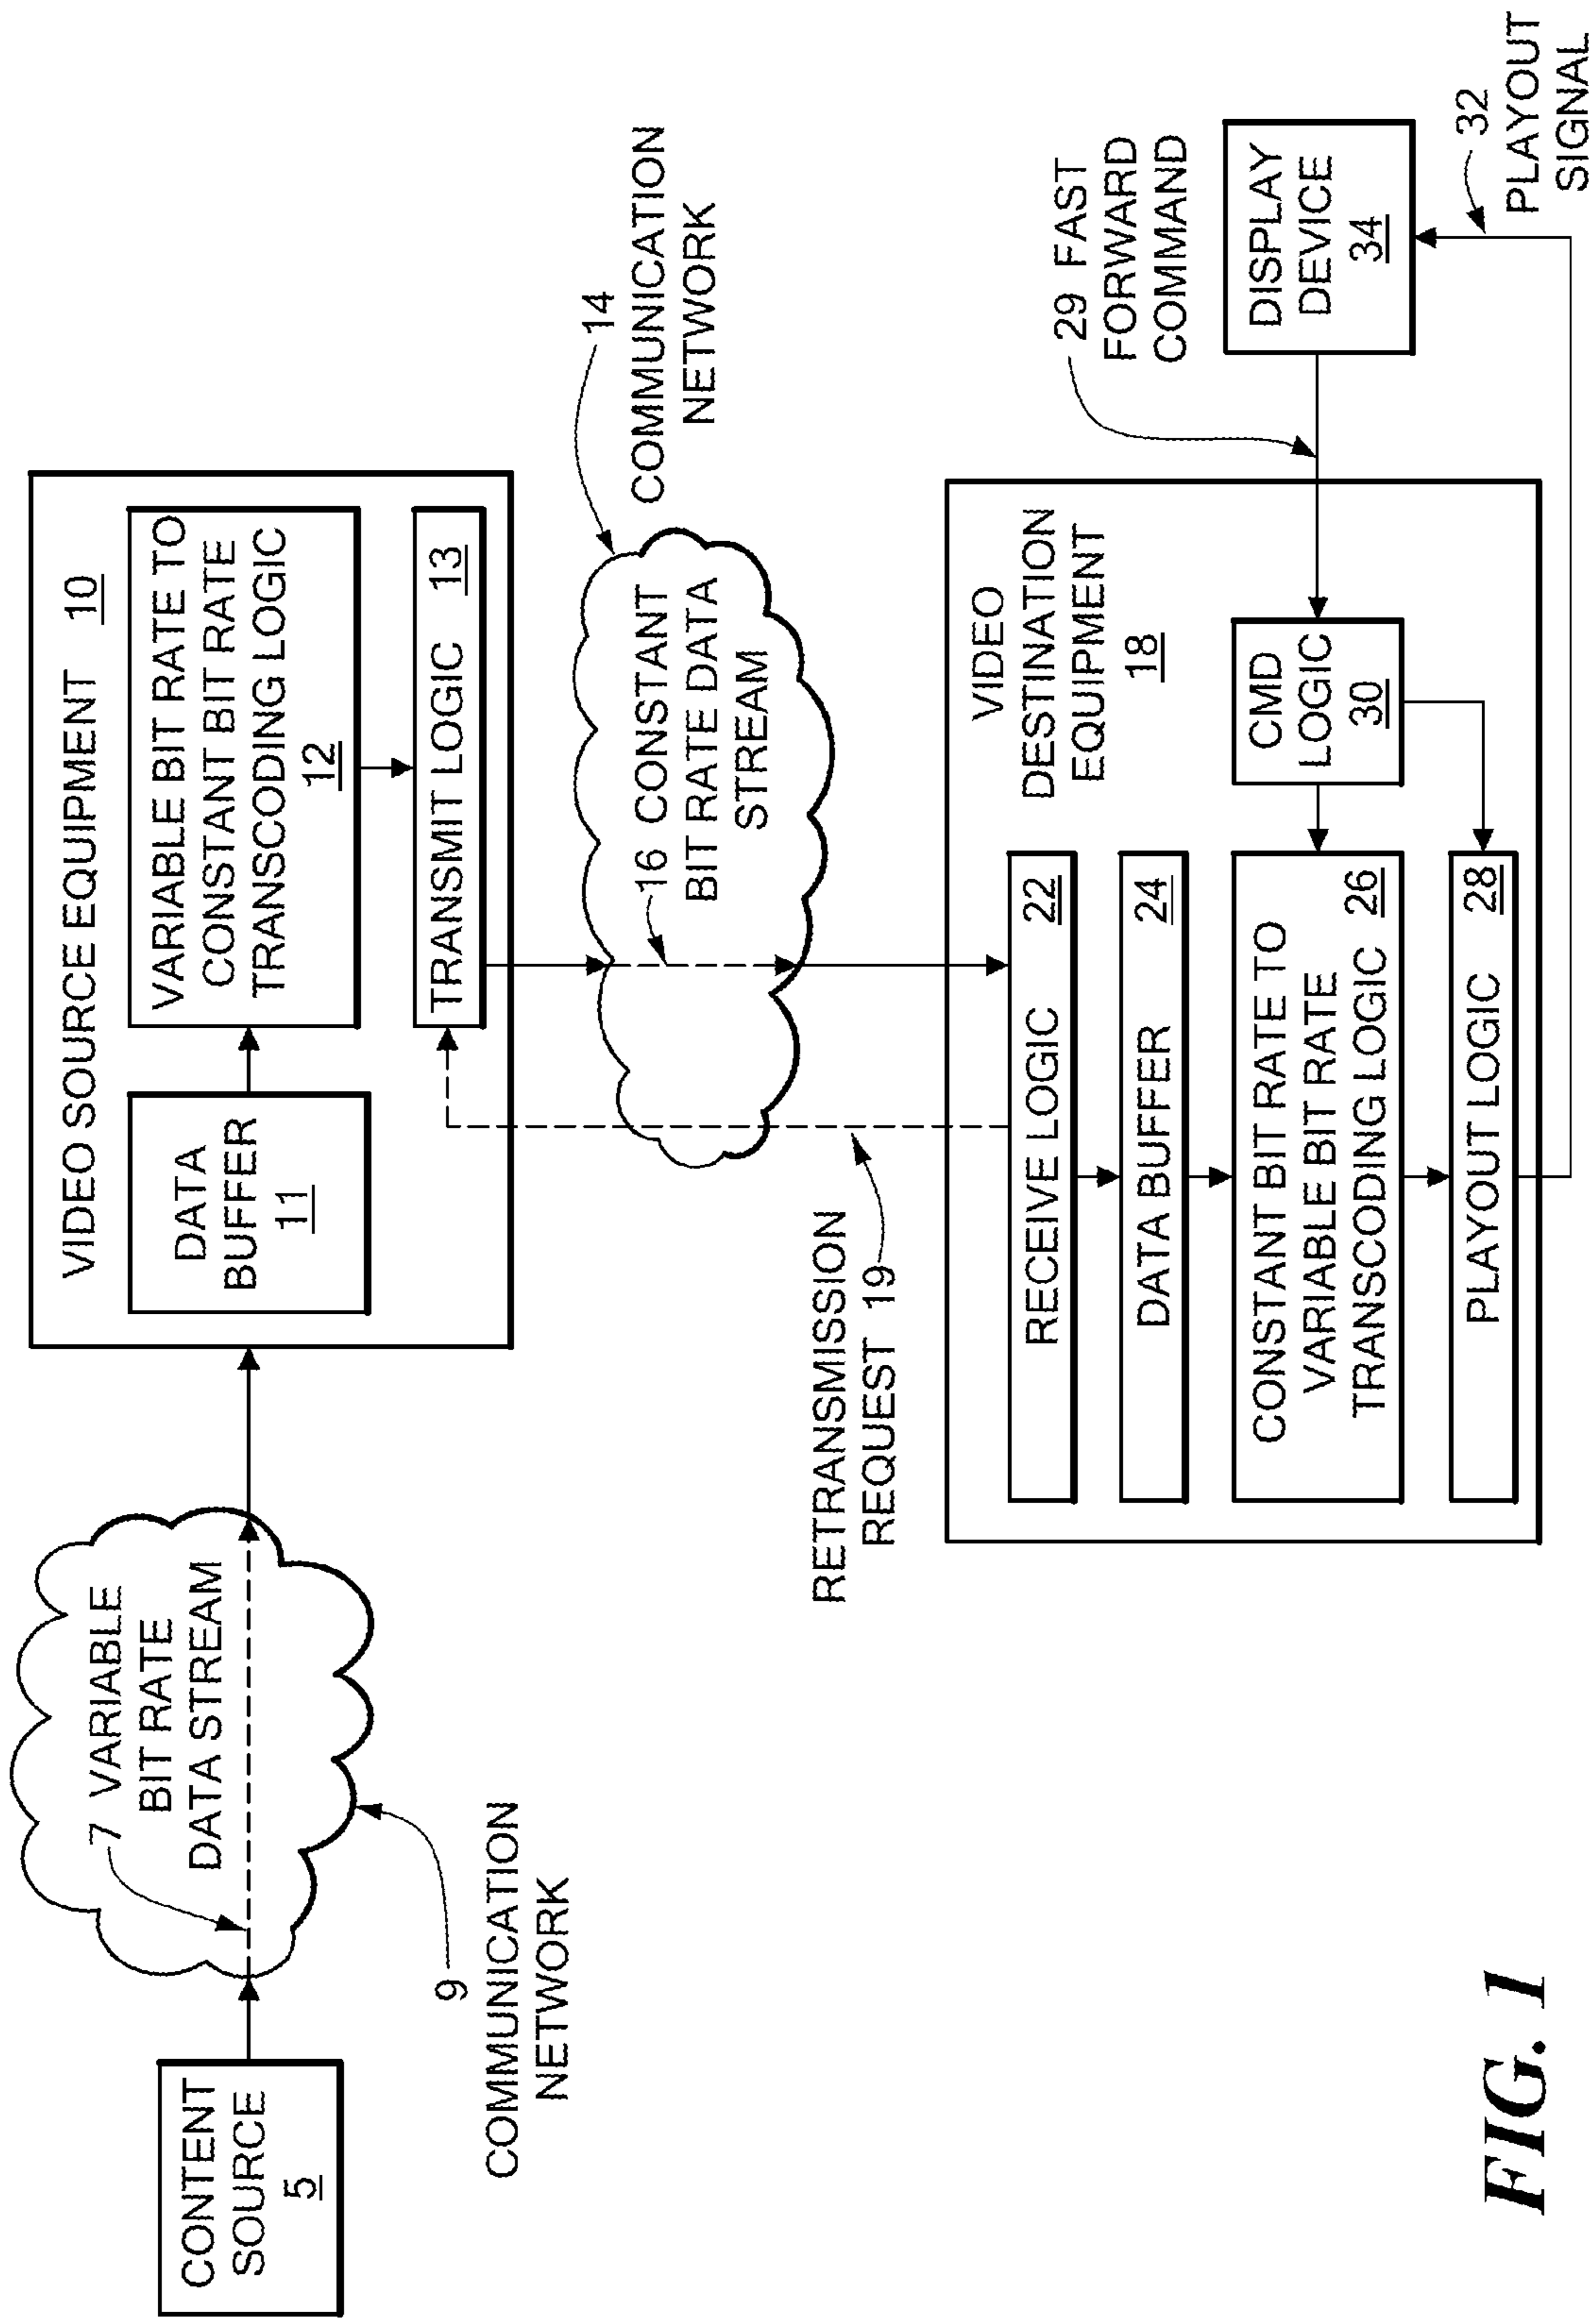 CONTENT
SOURCE
5
7 VARIABLE
BIT RATE
DATA STREAM
9
COMMUNICATION
NETWORK
VIDEO SOURCE EQUIPMENT 10
DATA
BUFFER
11
VARIABLE BIT RATE TO
CONSTANT BIT RATE
TRANSCODING LOGIC
12
TRANSMIT LOGIC 13
14
COMMUNICATION
NETWORK
16 CONSTANT
BIT RATE DATA
STREAM
RETRANSMISSION
REQUEST 19
VIDEO
DESTINATION
EQUIPMENT
18
RECEIVE LOGIC 22
DATA BUFFER 24
CONSTANT BIT RATE TO
VARIABLE BIT RATE
TRANSCODING LOGIC 26
PLAYOUT LOGIC 28
CMD
LOGIC
30
29 FAST
FORWARD
COMMAND
DISPLAY
DEVICE
34
32
PLAYOUT
SIGNAL
FIG. 1